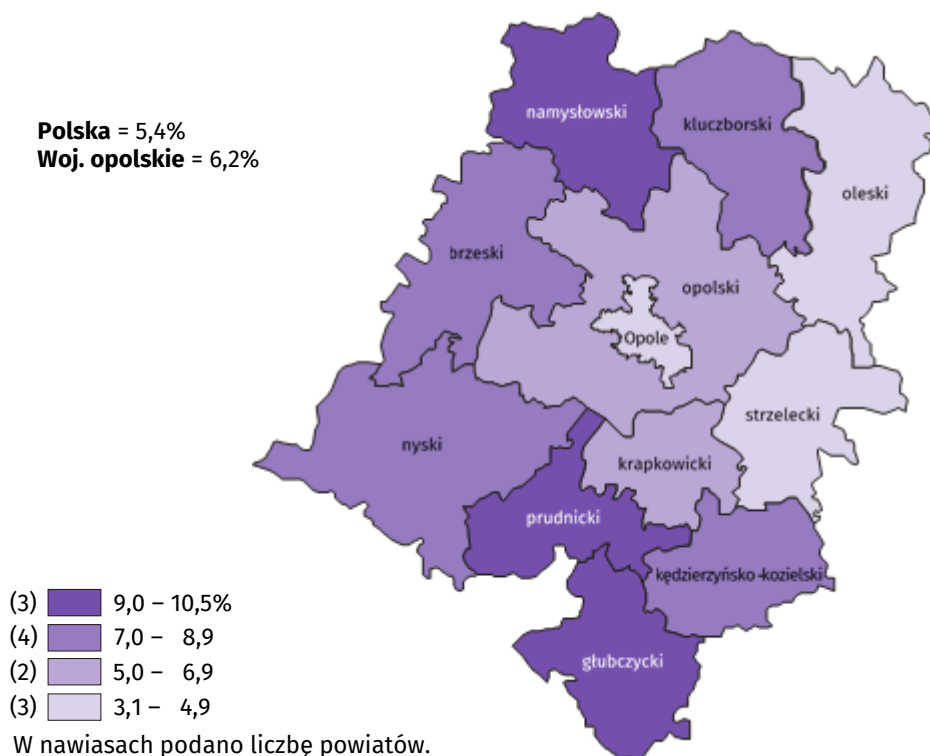 Polska = 5,4%
Woj. opolskie = 6,2%
namysłowski
kluczborski
oleski
brzeski
opolski
Opole
strzelecki
nyski
krapkowicki
prudnicki
kędzierzyńsko-kozielski
głubczycki
(3) 9,0 – 10,5%
(4) 7,0 – 8,9
(2) 5,0 – 6,9
(3) 3,1 – 4,9
W nawiasach podano liczbę powiatów.